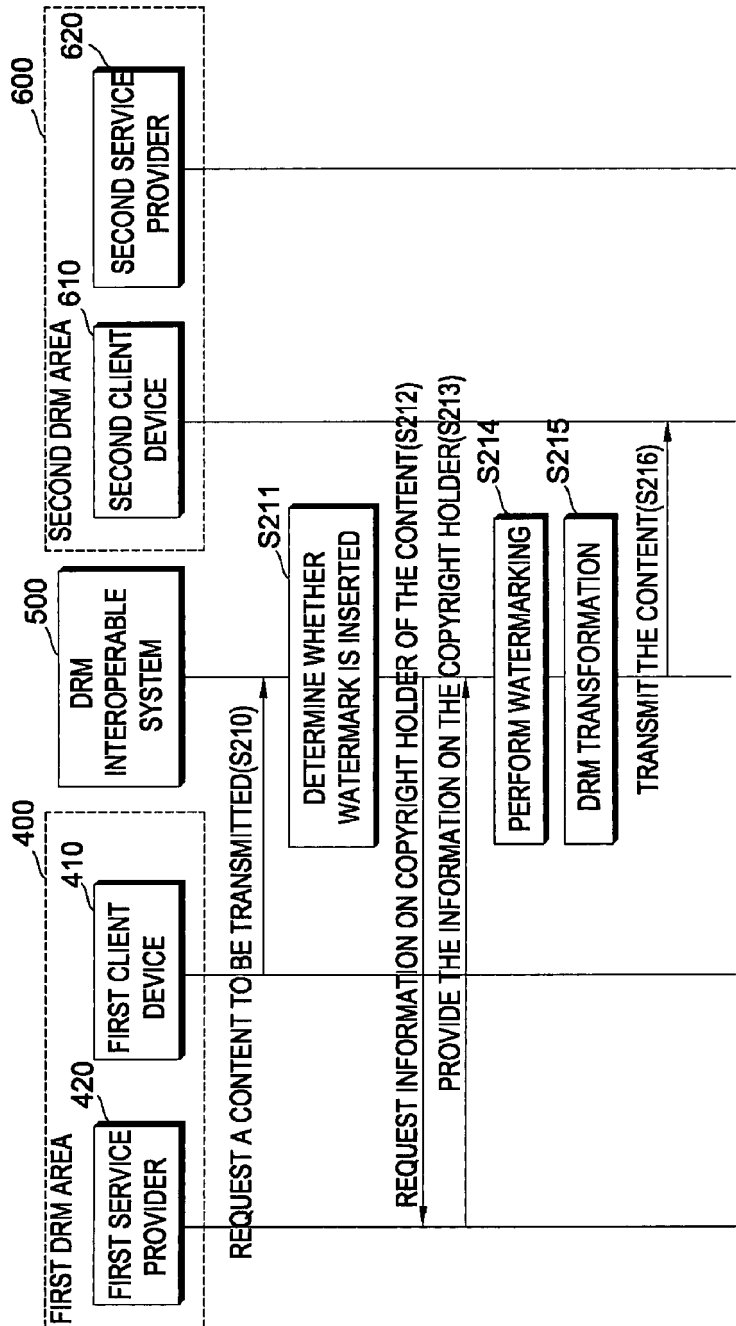 FIRST DRM AREA
400
420
FIRST SERVICE
PROVIDER
410
FIRST CLIENT
DEVICE
500
DRM
INTEROPERABLE
SYSTEM
600
SECOND DRM AREA
610
SECOND CLIENT
DEVICE
620
SECOND SERVICE
PROVIDER
REQUEST A CONTENT TO BE TRANSMITTED(S210)
S211
DETERMINE WHETHER
WATERMARK IS INSERTED
REQUEST INFORMATION ON COPYRIGHT HOLDER OF THE CONTENT(S212)
PROVIDE THE INFORMATION ON THE COPYRIGHT HOLDER(S213)
S214
PERFORM WATERMARKING
S215
DRM TRANSFORMATION
TRANSMIT THE CONTENT(S216)